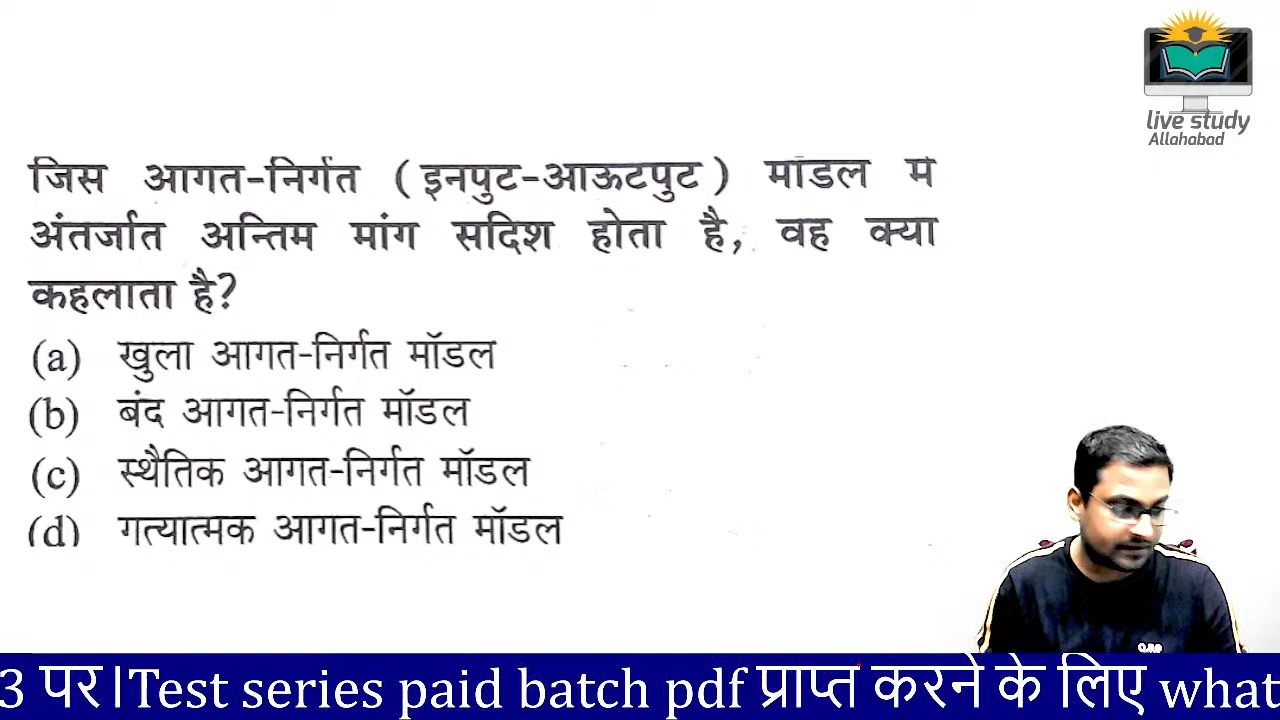 live study
Allahabad
जिस आगत-निर्गत (इनपुट-आऊटपुट) मॉडल में
अंतर्जात अन्तिम मांग सदिश होता है, वह क्या
कहलाता है?
(a) खुला आगत-निर्गत मॉडल
(b) बंद आगत-निर्गत मॉडल
(c) स्थैतिक आगत-निर्गत मॉडल
(d) गत्यात्मक आगत-निर्गत मॉडल
3 पर।Test series paid batch pdf प्राप्त करने के लिए what